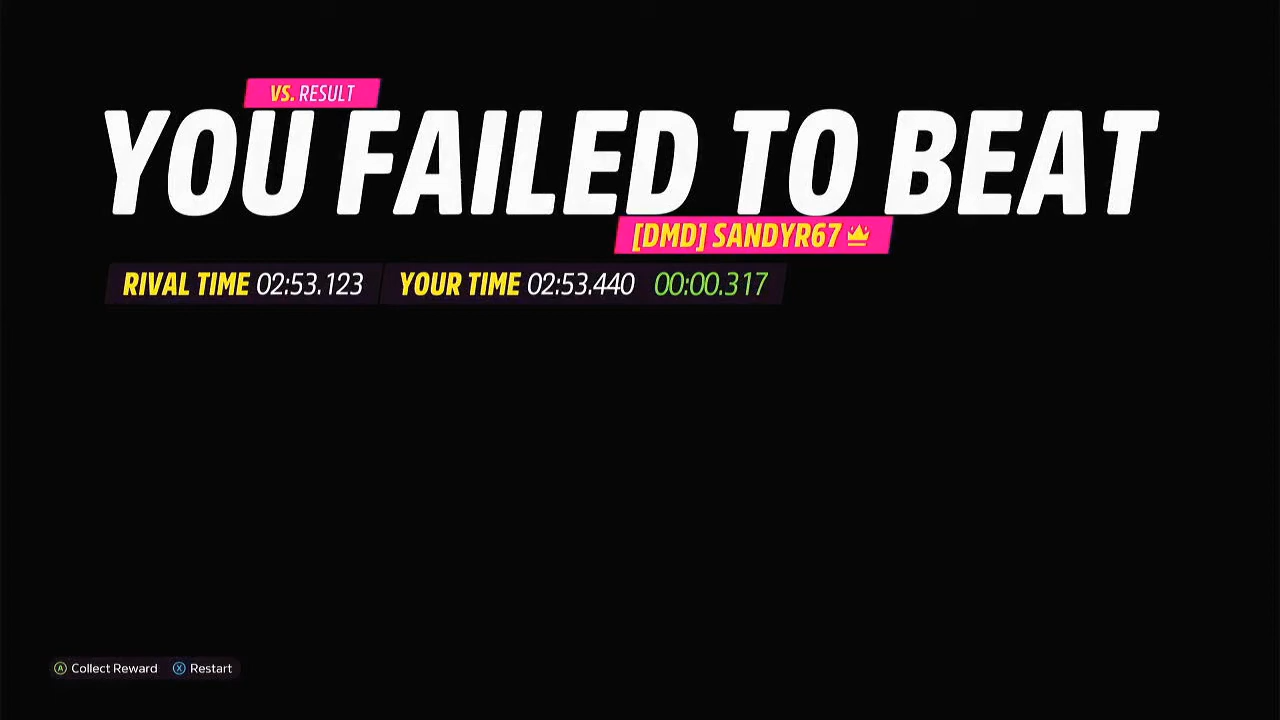 VS. RESULT
YOU FAILED TO BEAT
[DMD] SANDYR67
RIVAL TIME 02:53.123 YOUR TIME 02:53.440 00:00.317
A Collect Reward X Restart